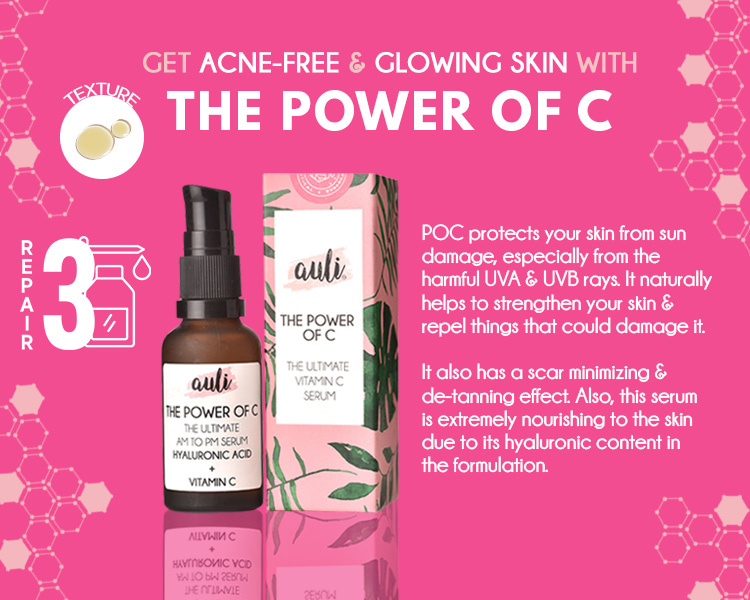 GET ACNE-FREE & GLOWING SKIN WITH
THE POWER OF C
TEXTURE
REPAIR
3
POC protects your skin from sun
damage, especially from the
harmful UVA & UVB rays. It naturally
helps to strengthen your skin &
repel things that could damage it.
It also has a scar minimizing &
de-tanning effect. Also, this serum
is extremely nourishing to the skin
due to its hyaluronic content in
the formulation.
auli
THE POWER OF C
THE ULTIMATE
AM TO PM SERUM
HYALURONIC ACID
+
VITAMIN C
auli
THE POWER
OF C
THE ULTIMATE
VITAMIN C
SERUM